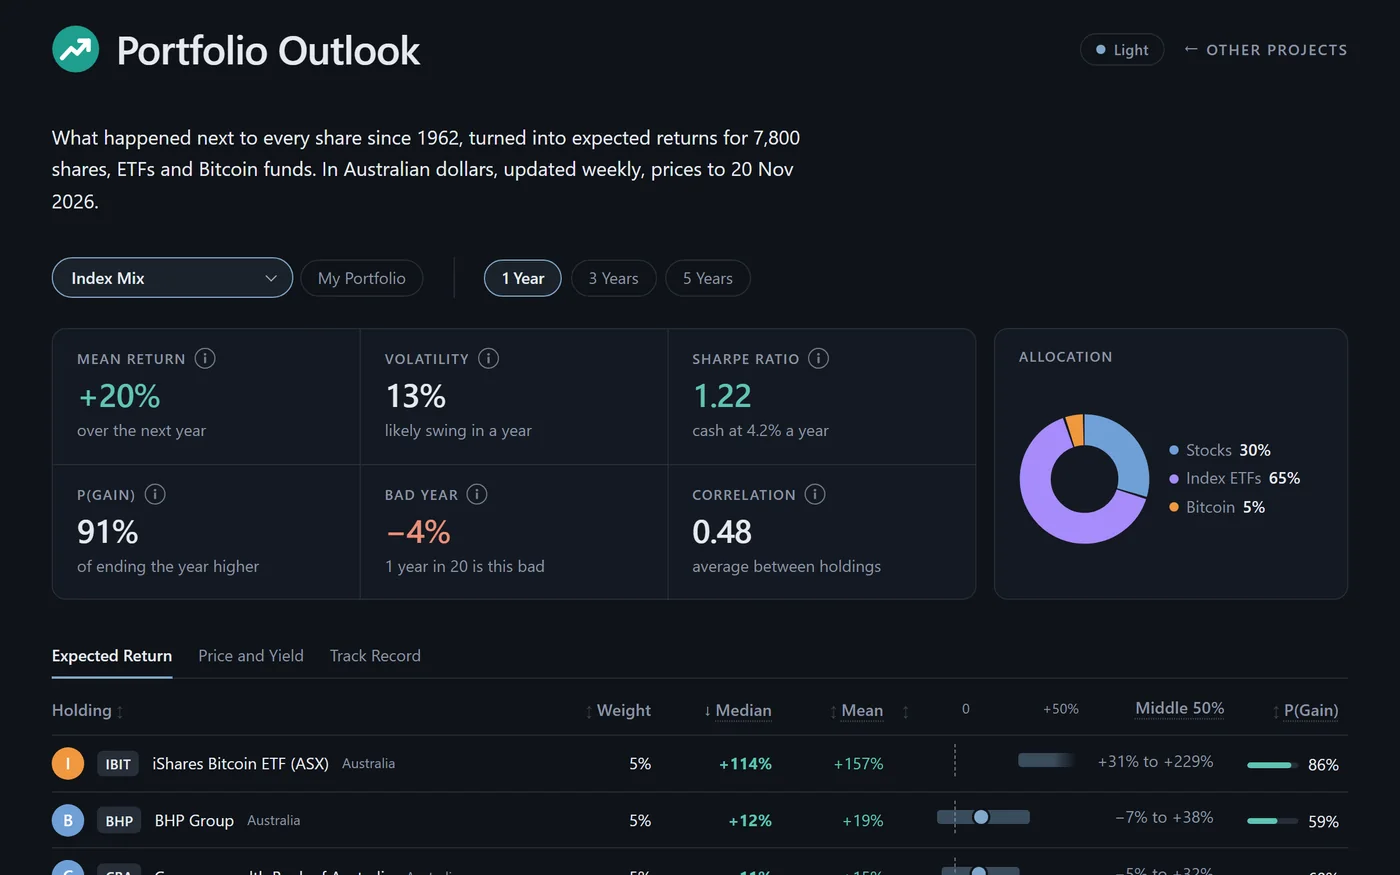 Portfolio Outlook
Light
← OTHER PROJECTS
What happened next to every share since 1962, turned into expected returns for 7,800
shares, ETFs and Bitcoin funds. In Australian dollars, updated weekly, prices to 20 Nov
2026.
Index Mix
My Portfolio
1 Year
3 Years
5 Years
MEAN RETURN
+20%
over the next year
VOLATILITY
13%
likely swing in a year
SHARPE RATIO
1.22
cash at 4.2% a year
P(GAIN)
91%
of ending the year higher
BAD YEAR
−4%
1 year in 20 is this bad
CORRELATION
0.48
average between holdings
ALLOCATION
Stocks 30%
Index ETFs 65%
Bitcoin 5%
Expected Return
Price and Yield
Track Record
Holding ↕ Weight ↓ Median ↕ Mean ↕ 0 +50% Middle 50% ↕ P(Gain)
I IBIT iShares Bitcoin ETF (ASX) Australia 5% +114% +157% +31% to +229% 86%
B BHP BHP Group Australia 5% +12% +19% −7% to +38% 59%